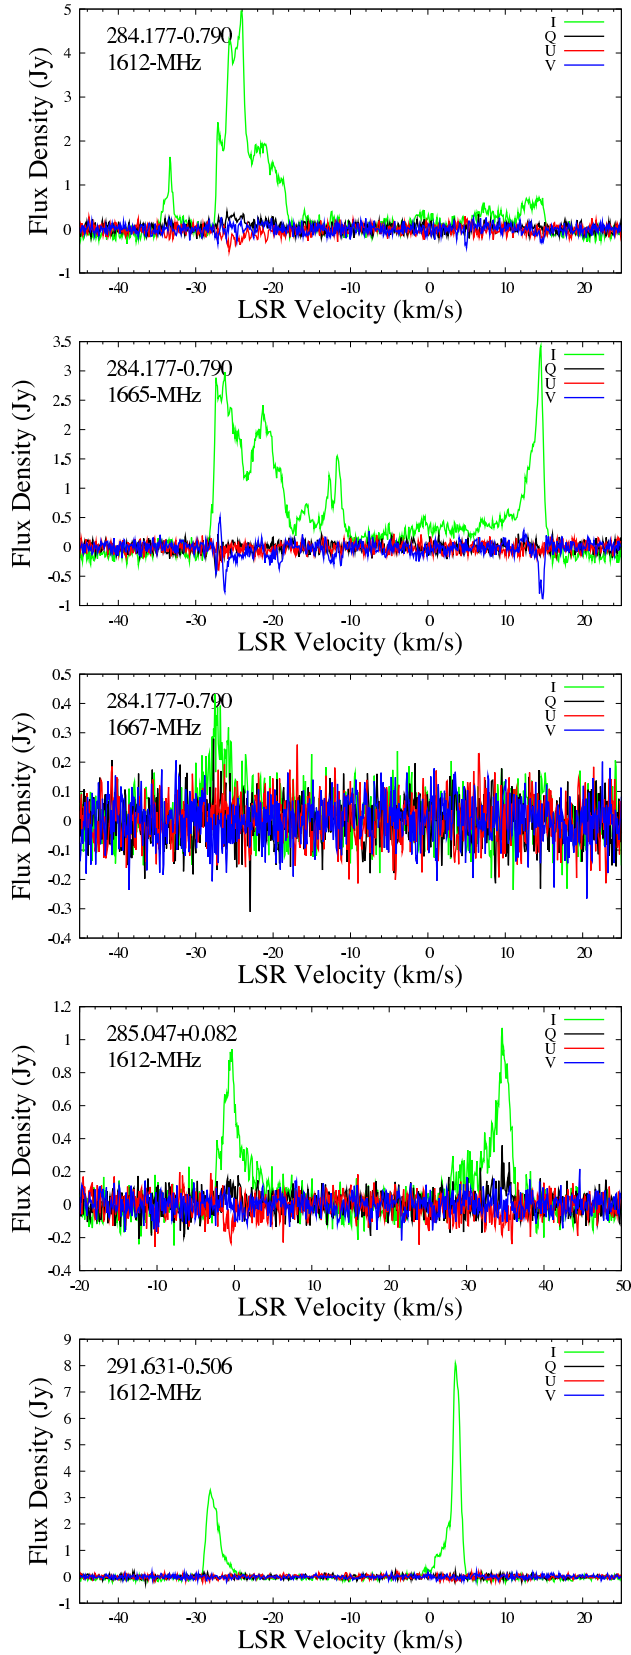 284.177-0.790
1612-MHz
I
Q
U
V
Flux Density (Jy)
5
4
3
2
1
0
-1
-40 -30 -20 -10 0 10 20
LSR Velocity (km/s)
284.177-0.790
1665-MHz
I
Q
U
V
Flux Density (Jy)
3.5
3
2.5
2
1.5
1
0.5
0
-0.5
-1
-40 -30 -20 -10 0 10 20
LSR Velocity (km/s)
284.177-0.790
1667-MHz
I
Q
U
V
Flux Density (Jy)
0.5
0.4
0.3
0.2
0.1
0
-0.1
-0.2
-0.3
-0.4
-40 -30 -20 -10 0 10 20
LSR Velocity (km/s)
285.047+0.082
1612-MHz
I
Q
U
V
Flux Density (Jy)
1.2
1
0.8
0.6
0.4
0.2
0
-0.2
-0.4
-20 -10 0 10 20 30 40 50
LSR Velocity (km/s)
291.631-0.506
1612-MHz
I
Q
U
V
Flux Density (Jy)
9
8
7
6
5
4
3
2
1
0
-1
-40 -30 -20 -10 0 10 20
LSR Velocity (km/s)